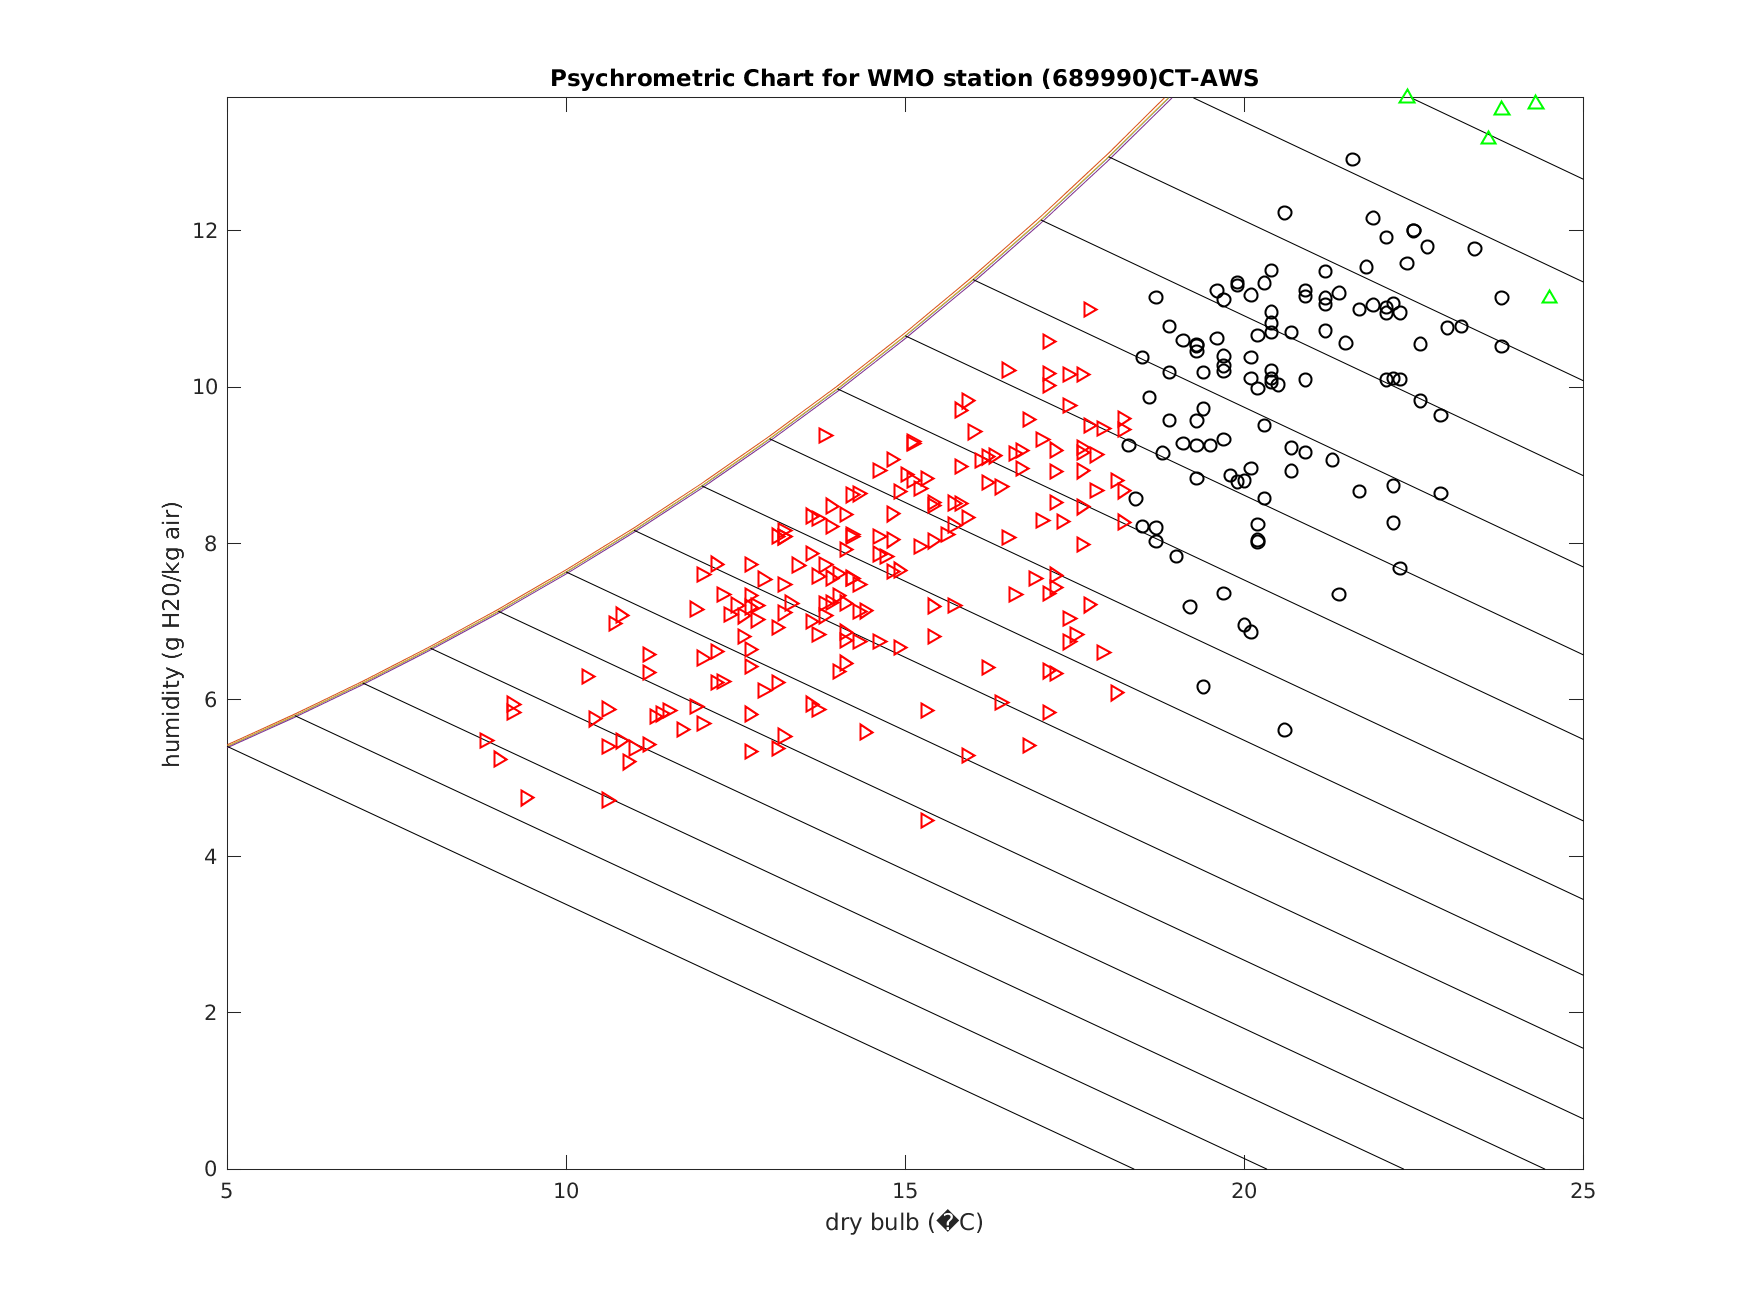 Psychrometric Chart for WMO station (689990)CT-AWS
humidity (g H20/kg air)
12
10
8
6
4
2
0
5 10 15 20 25
dry bulb (�C)